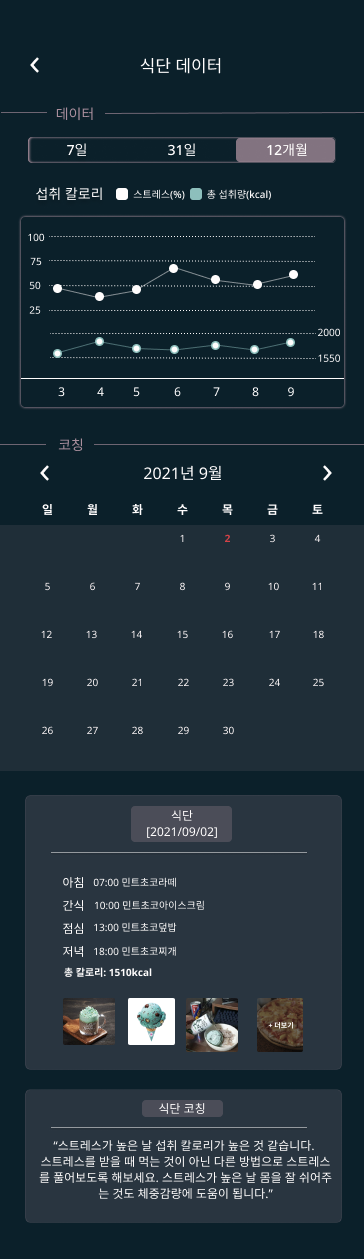 식단 데이터
데이터
7일 31일 12개월
섭취 칼로리 스트레스(%) 총 섭취량(kcal)
100
75
50
25
2000
1550
3 4 5 6 7 8 9
코칭
2021년 9월
일 월 화 수 목 금 토
1 2 3 4
5 6 7 8 9 10 11
12 13 14 15 16 17 18
19 20 21 22 23 24 25
26 27 28 29 30
식단
[2021/09/02]
아침 07:00 민트초코라떼
간식 10:00 민트초코아이스크림
점심 13:00 민트초코덮밥
저녁 18:00 민트초코찌개
총 칼로리: 1510kcal
+ 더보기
식단 코칭
“스트레스가 높은 날 섭취 칼로리가 높은 것 같습니다.
스트레스를 받을 때 먹는 것이 아닌 다른 방법으로 스트레스
를 풀어보도록 해보세요. 스트레스가 높은 날 몸을 잘 쉬어주
는 것도 체중감량에 도움이 됩니다.”